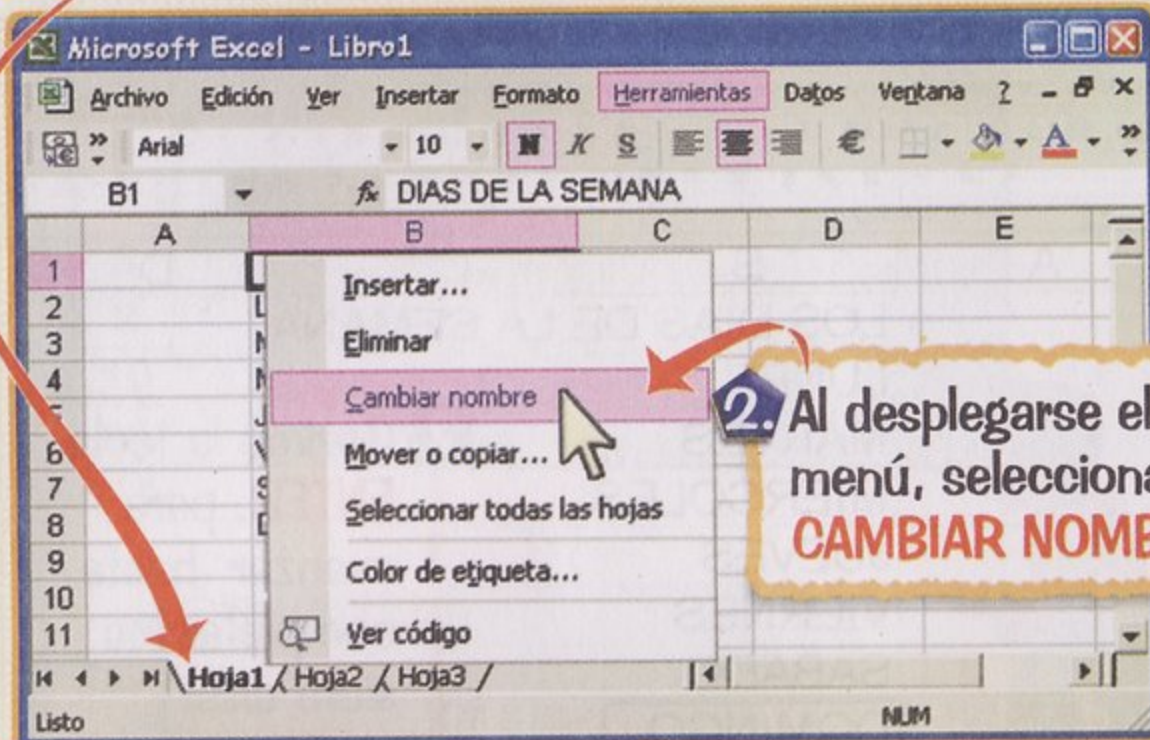 Microsoft Excel - Libro1
Archivo Edición Ver Insertar Formato Herramientas Datos Ventana ?
Arial 10 N K S € A
B1 fx DIAS DE LA SEMANA
A B C D E
1
2 L
3 M
4 M
5 J
6 V
7 S
8 D
9
10
11
Insertar...
Eliminar
Cambiar nombre
Mover o copiar...
Seleccionar todas las hojas
Color de etiqueta...
Ver código
2. Al desplegarse el
menú, selecciona
CAMBIAR NOMB
Hoja1 Hoja2 Hoja3
Listo NUM